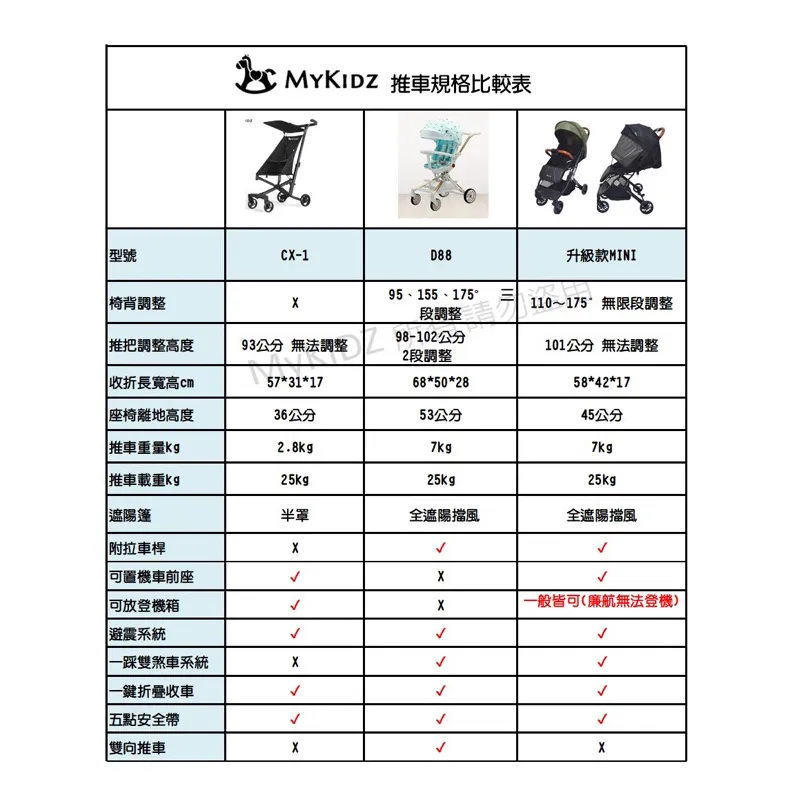 MYKIDZ 推車規格比較表
型號 CX-1 D88 升級款MINI
椅背調整 X 95、155、175° 三段調整 110～175° 無限段調整
推把調整高度 93公分 無法調整 98-102公分 2段調整 101公分 無法調整
收折長寬高cm 57*31*17 68*50*28 58*42*17
座椅離地高度 36公分 53公分 45公分
推車重量kg 2.8kg 7kg 7kg
推車載重kg 25kg 25kg 25kg
遮陽篷 半罩 全遮陽擋風 全遮陽擋風
附拉車桿 X ✓ ✓
可置機車前座 ✓ X ✓
可放登機箱 ✓ X 一般皆可(廉航無法登機)
避震系統 ✓ ✓ ✓
一踩雙煞車系統 X ✓ ✓
一鍵折疊收車 ✓ ✓ ✓
五點安全帶 ✓ ✓ ✓
雙向推車 X ✓ X
MYKIDZ 所有請勿盜用